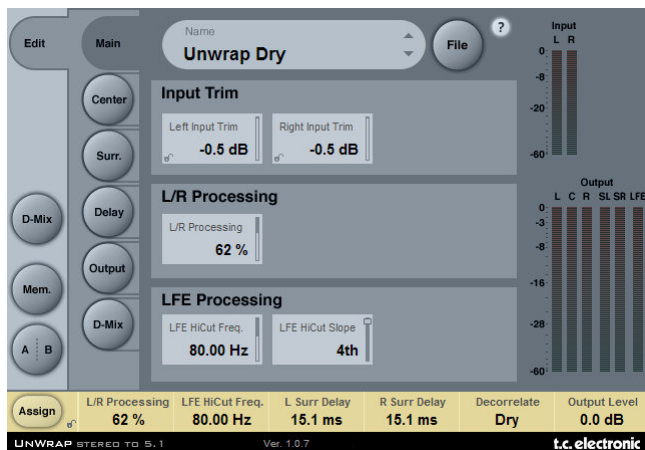 Edit
Main
Name
Unwrap Dry
File
?
Input
L R
0
-8
-20
-60
Center
Input Trim
Left Input Trim
-0.5 dB
Right Input Trim
-0.5 dB
Surr.
Delay
L/R Processing
L/R Processing
62 %
D-Mix
Output
L C R SL SR LFE
0
-3
-8
-16
-28
-60
Output
Mem.
LFE Processing
LFE HiCut Freq.
80.00 Hz
LFE HiCut Slope
4th
D-Mix
A B
Assign
L/R Processing
62 %
LFE HiCut Freq.
80.00 Hz
L Surr Delay
15.1 ms
R Surr Delay
15.1 ms
Decorrelate
Dry
Output Level
0.0 dB
UNWRAP STEREO TO 5.1
Ver. 1.0.7
t.c. electronic